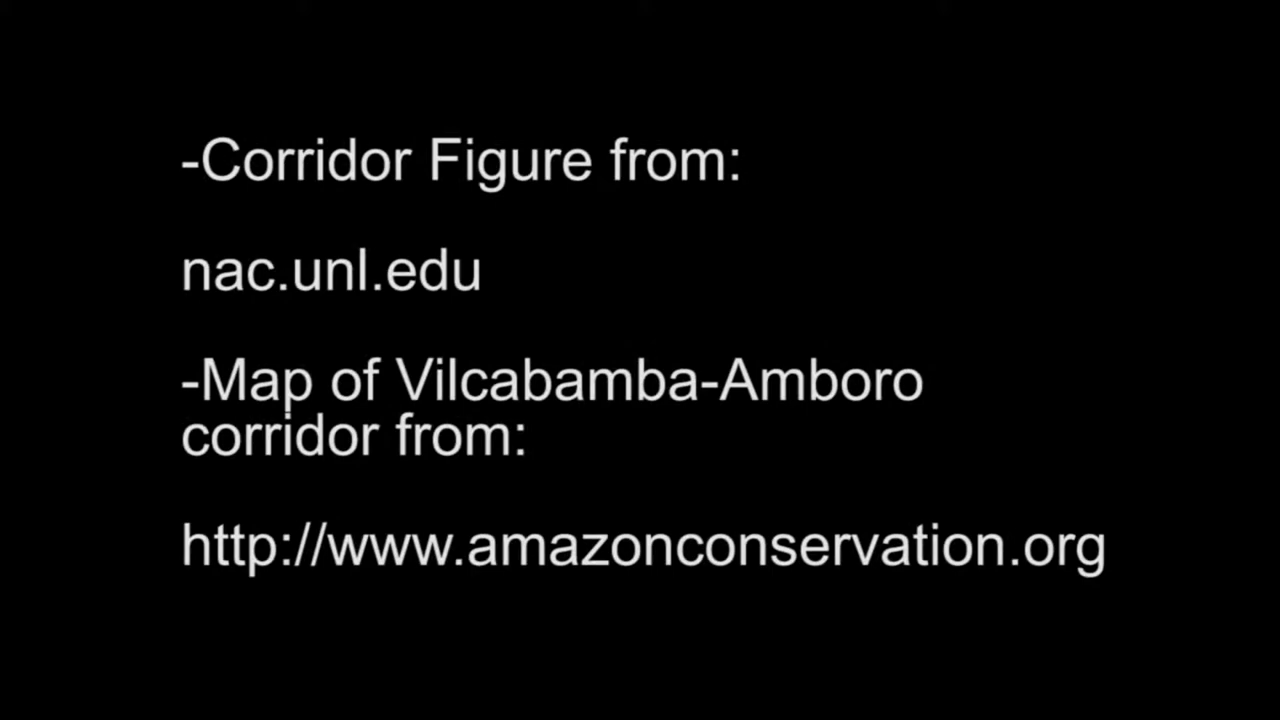 -Corridor Figure from:
nac.unl.edu
-Map of Vilcabamba-Amboro
corridor from:
http://www.amazonconservation.org